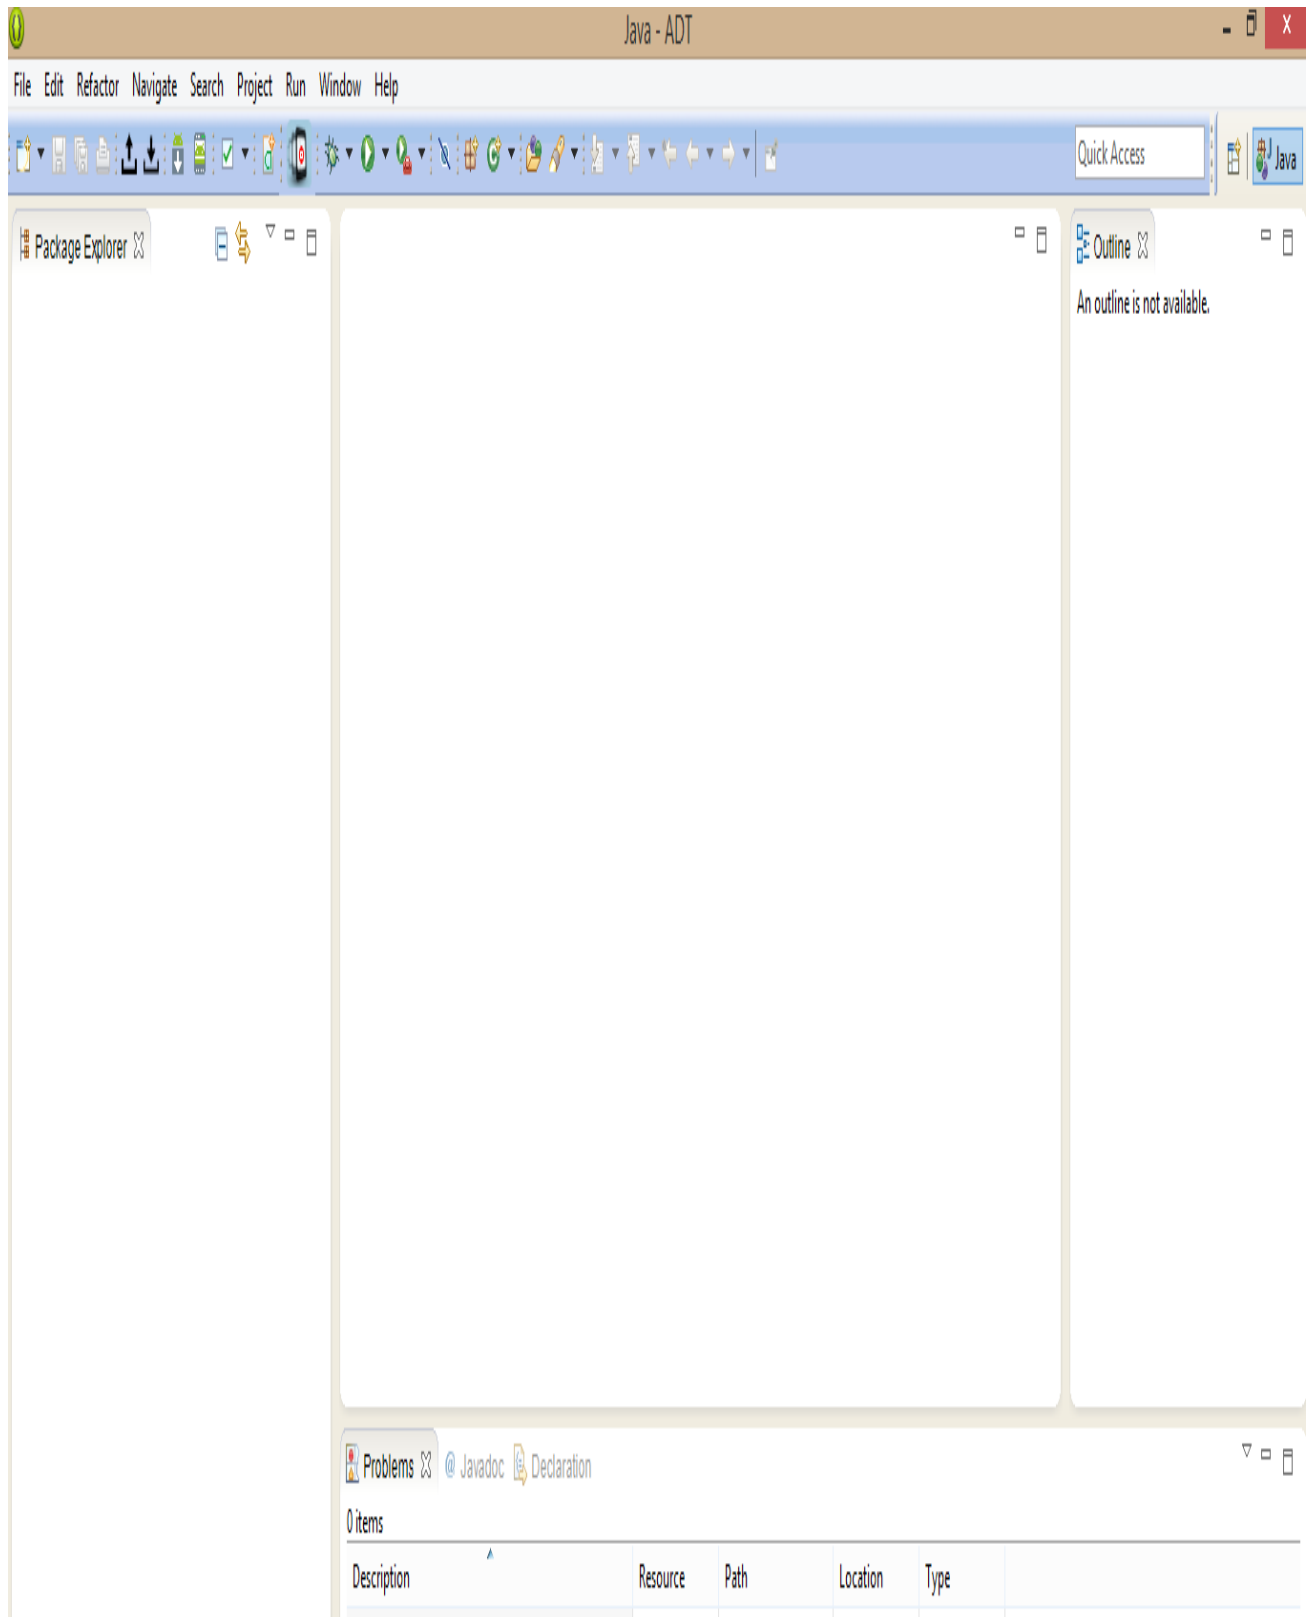 Java - ADT
File Edit Refactor Navigate Search Project Run Window Help
Quick Access
Java
Package Explorer
Outline
An outline is not available.
Problems @ Javadoc Declaration
0 items
Description Resource Path Location Type